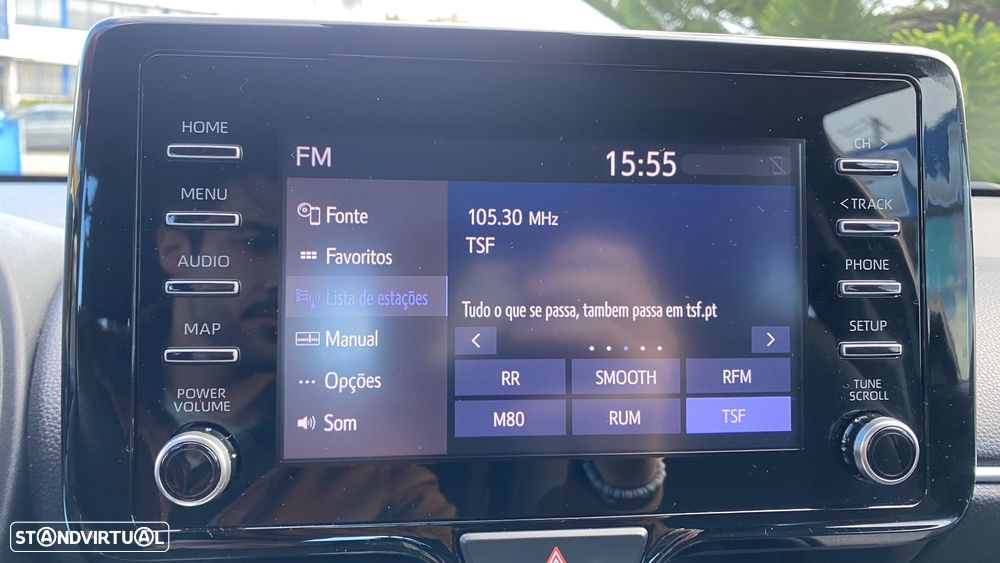 HOME
MENU
AUDIO
MAP
POWER
VOLUME
FM
15:55
Fonte
Favoritos
Lista de estações
Manual
Opções
Som
105.30 MHz
TSF
Tudo o que se passa, tambem passa em tsf.pt
<
>
RR
SMOOTH
RFM
M80
RUM
TSF
CH >
< TRACK
PHONE
SETUP
TUNE
SCROLL
STANDVIRTUAL